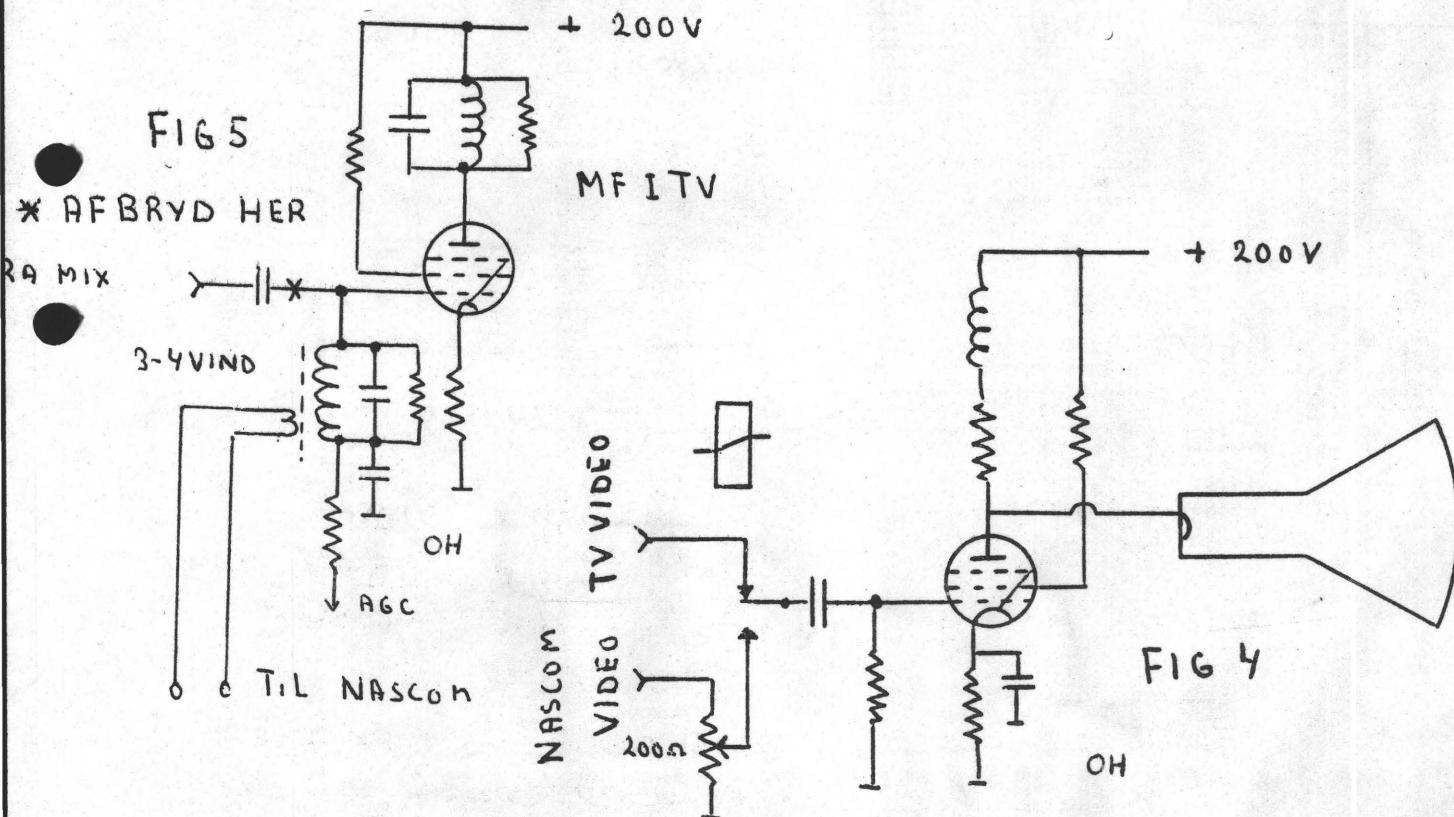 + 200V
FIG 5
MF I TV
* AFBRYD HER
RA MIX
3-4 VIND
OH
AGC
TIL NASCOM
+ 200V
TV VIDEO
NASCOM
VIDEO
200Ω
FIG 4
OH